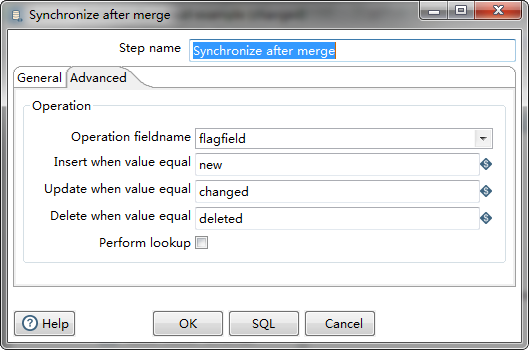 Synchronize after merge
Step name Synchronize after merge
General Advanced
Operation
Operation fieldname flagfield
Insert when value equal new
Update when value equal changed
Delete when value equal deleted
Perform lookup
Help OK SQL Cancel